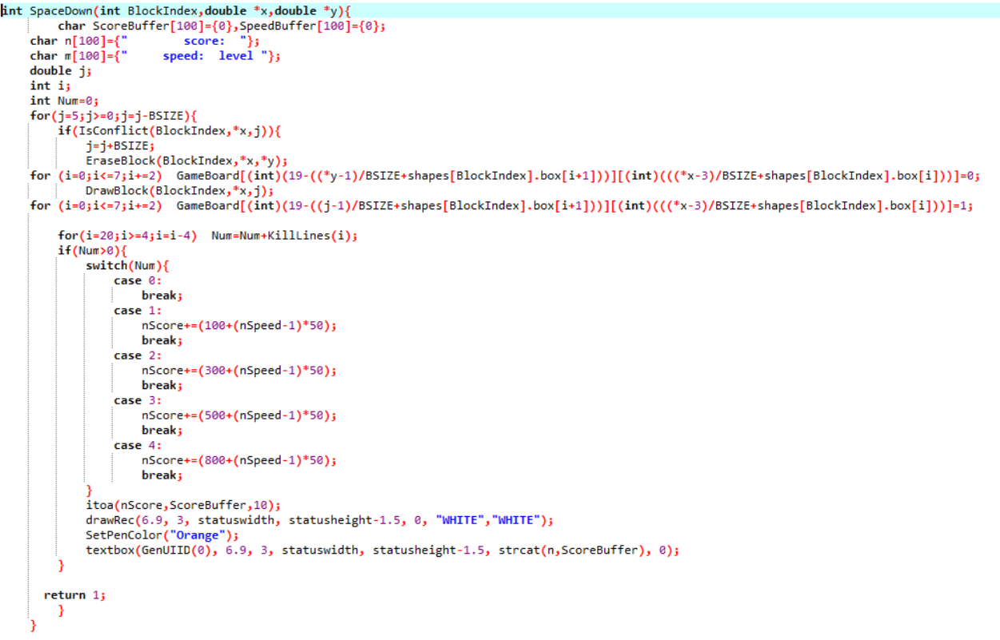 int SpaceDown(int BlockIndex,double *x,double *y){
char ScoreBuffer[100]={0},SpeedBuffer[100]={0};
char n[100]={"        score:  "};
char m[100]={"     speed:  level "};
double j;
int i;
int Num=0;
for(j=5;j>=0;j=j-BSIZE){
if(IsConflict(BlockIndex,*x,j)){
j=j+BSIZE;
EraseBlock(BlockIndex,*x,*y);
for (i=0;i<=7;i+=2)  GameBoard[(int)(19-((*y-1)/BSIZE+shapes[BlockIndex].box[i+1]))][(int)(((*x-3)/BSIZE+shapes[BlockIndex].box[i]))]=0;
DrawBlock(BlockIndex,*x,j);
for (i=0;i<=7;i+=2)  GameBoard[(int)(19-((j-1)/BSIZE+shapes[BlockIndex].box[i+1]))][(int)(((*x-3)/BSIZE+shapes[BlockIndex].box[i]))]=1;
for(i=20;i>=4;i=i-4)  Num=Num+KillLines(i);
if(Num>0){
switch(Num){
case 0:
break;
case 1:
nScore+=(100+(nSpeed-1)*50);
break;
case 2:
nScore+=(300+(nSpeed-1)*50);
break;
case 3:
nScore+=(500+(nSpeed-1)*50);
break;
case 4:
nScore+=(800+(nSpeed-1)*50);
break;
}
itoa(nScore,ScoreBuffer,10);
drawRec(6.9, 3, statuswidth, statusheight-1.5, 0, "WHITE","WHITE");
SetPenColor("Orange");
textbox(GenUIID(0), 6.9, 3, statuswidth, statusheight-1.5, strcat(n,ScoreBuffer), 0);
}
return 1;
}
}